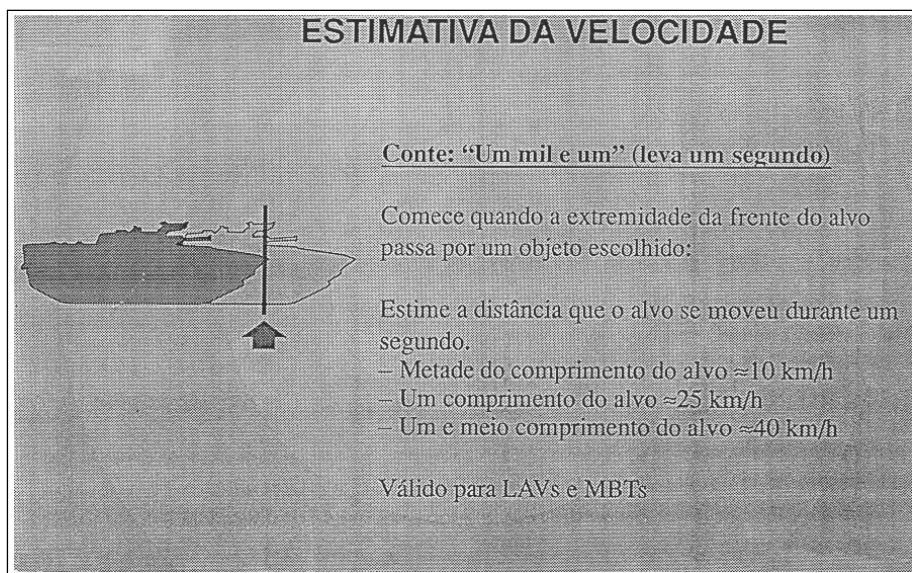 ESTIMATIVA DA VELOCIDADE
Conte: “Um mil e um” (leva um segundo)
Comece quando a extremidade da frente do alvo
passa por um objeto escolhido:
Estime a distância que o alvo se moveu durante um
segundo.
– Metade do comprimento do alvo ≈10 km/h
– Um comprimento do alvo ≈25 km/h
– Um e meio comprimento do alvo ≈40 km/h
Válido para LAVs e MBTs